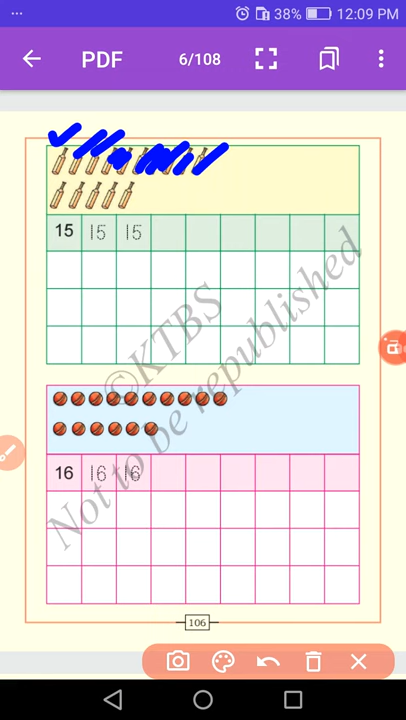 ... 38% 12:09 PM
PDF 6/108
15 15 15
©KTBS
Not to be republished
16 16 16
106